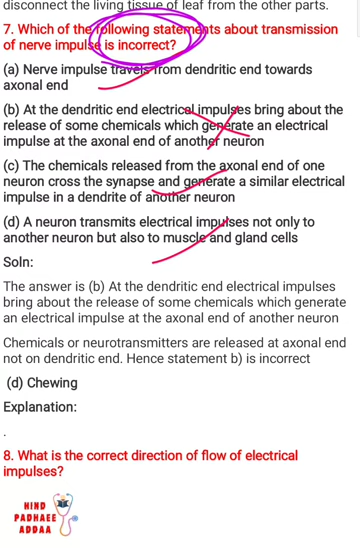 disconnect the living tissue of leaf from the other parts.
7. Which of the following statements about transmission
of nerve impulse is incorrect?
(a) Nerve impulse travels from dendritic end towards
axonal end
(b) At the dendritic end electrical impulses bring about the
release of some chemicals which generate an electrical
impulse at the axonal end of another neuron
(c) The chemicals released from the axonal end of one
neuron cross the synapse and generate a similar electrical
impulse in a dendrite of another neuron
(d) A neuron transmits electrical impulses not only to
another neuron but also to muscle and gland cells
Soln:
The answer is (b) At the dendritic end electrical impulses
bring about the release of some chemicals which generate
an electrical impulse at the axonal end of another neuron
Chemicals or neurotransmitters are released at axonal end
not on dendritic end. Hence statement b) is incorrect
(d) Chewing
Explanation:
.
8. What is the correct direction of flow of electrical
impulses?
HIND
PADHAEE
ADDAA